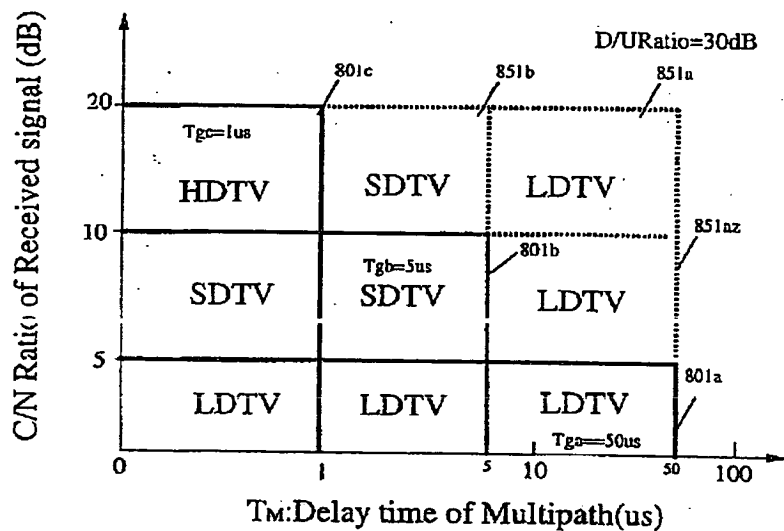 D/URatio=30dB
801c
851b
851a
20
Tgc=1us
HDTV
SDTV
LDTV
10
851az
801b
Tgb=5us
SDTV
SDTV
LDTV
5
801a
LDTV
LDTV
LDTV
Tga=50us
0
1
5
10
50
100
C/N Ratio of Received signal (dB)
TM:Delay time of Multipath(us)